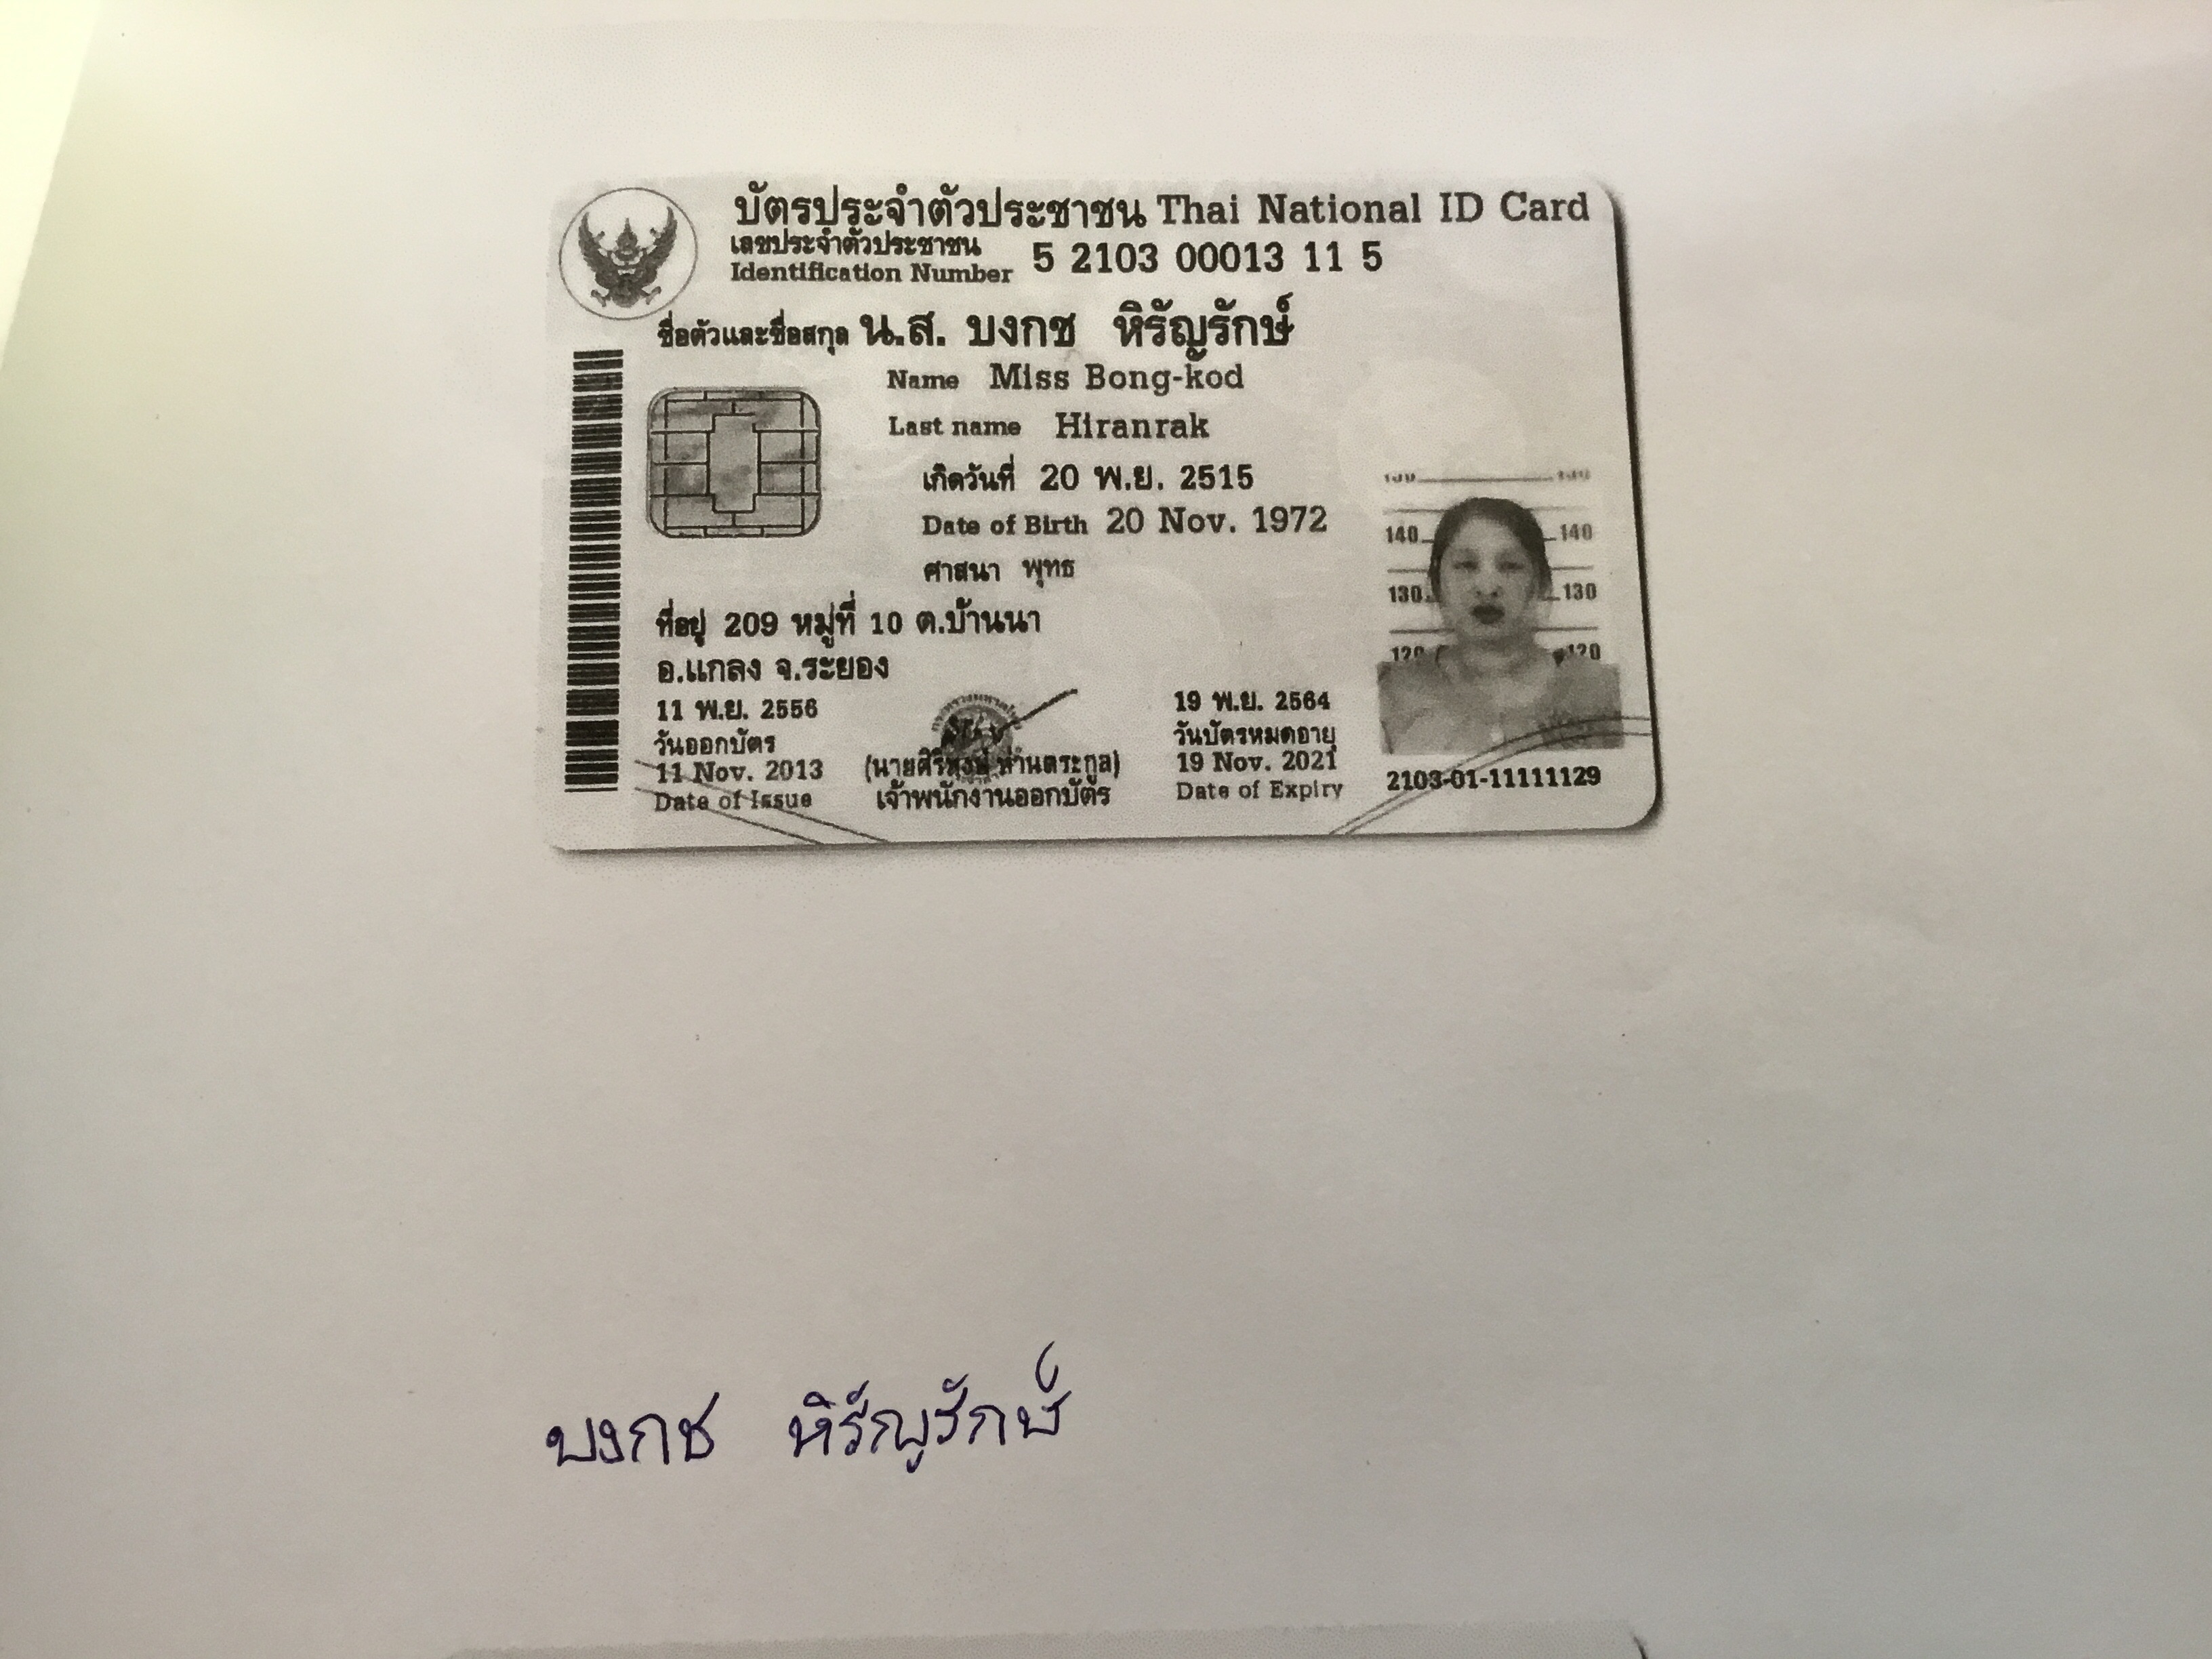 บัตรประจำตัวประชาชน Thai National ID Card
เลขประจำตัวประชาชน
Identification Number 5 2103 00013 11 5
ชื่อตัวและชื่อสกุล น.ส. บงกช หิรัญรักษ์
Name Miss Bong-kod
Last name Hiranrak
เกิดวันที่ 20 พ.ย. 2515
Date of Birth 20 Nov. 1972
ศาสนา พุทธ
ที่อยู่ 209 หมู่ที่ 10 ต.บ้านนา
อ.แกลง จ.ระยอง
140 140
130 130
120 120
11 พ.ย. 2556
วันออกบัตร
11 Nov. 2013
Date of Issue
เจ้าพนักงานออกบัตร
19 พ.ย. 2564
วันบัตรหมดอายุ
19 Nov. 2021
Date of Expiry
2103-01-11111129
บงกช หิรัญรักษ์